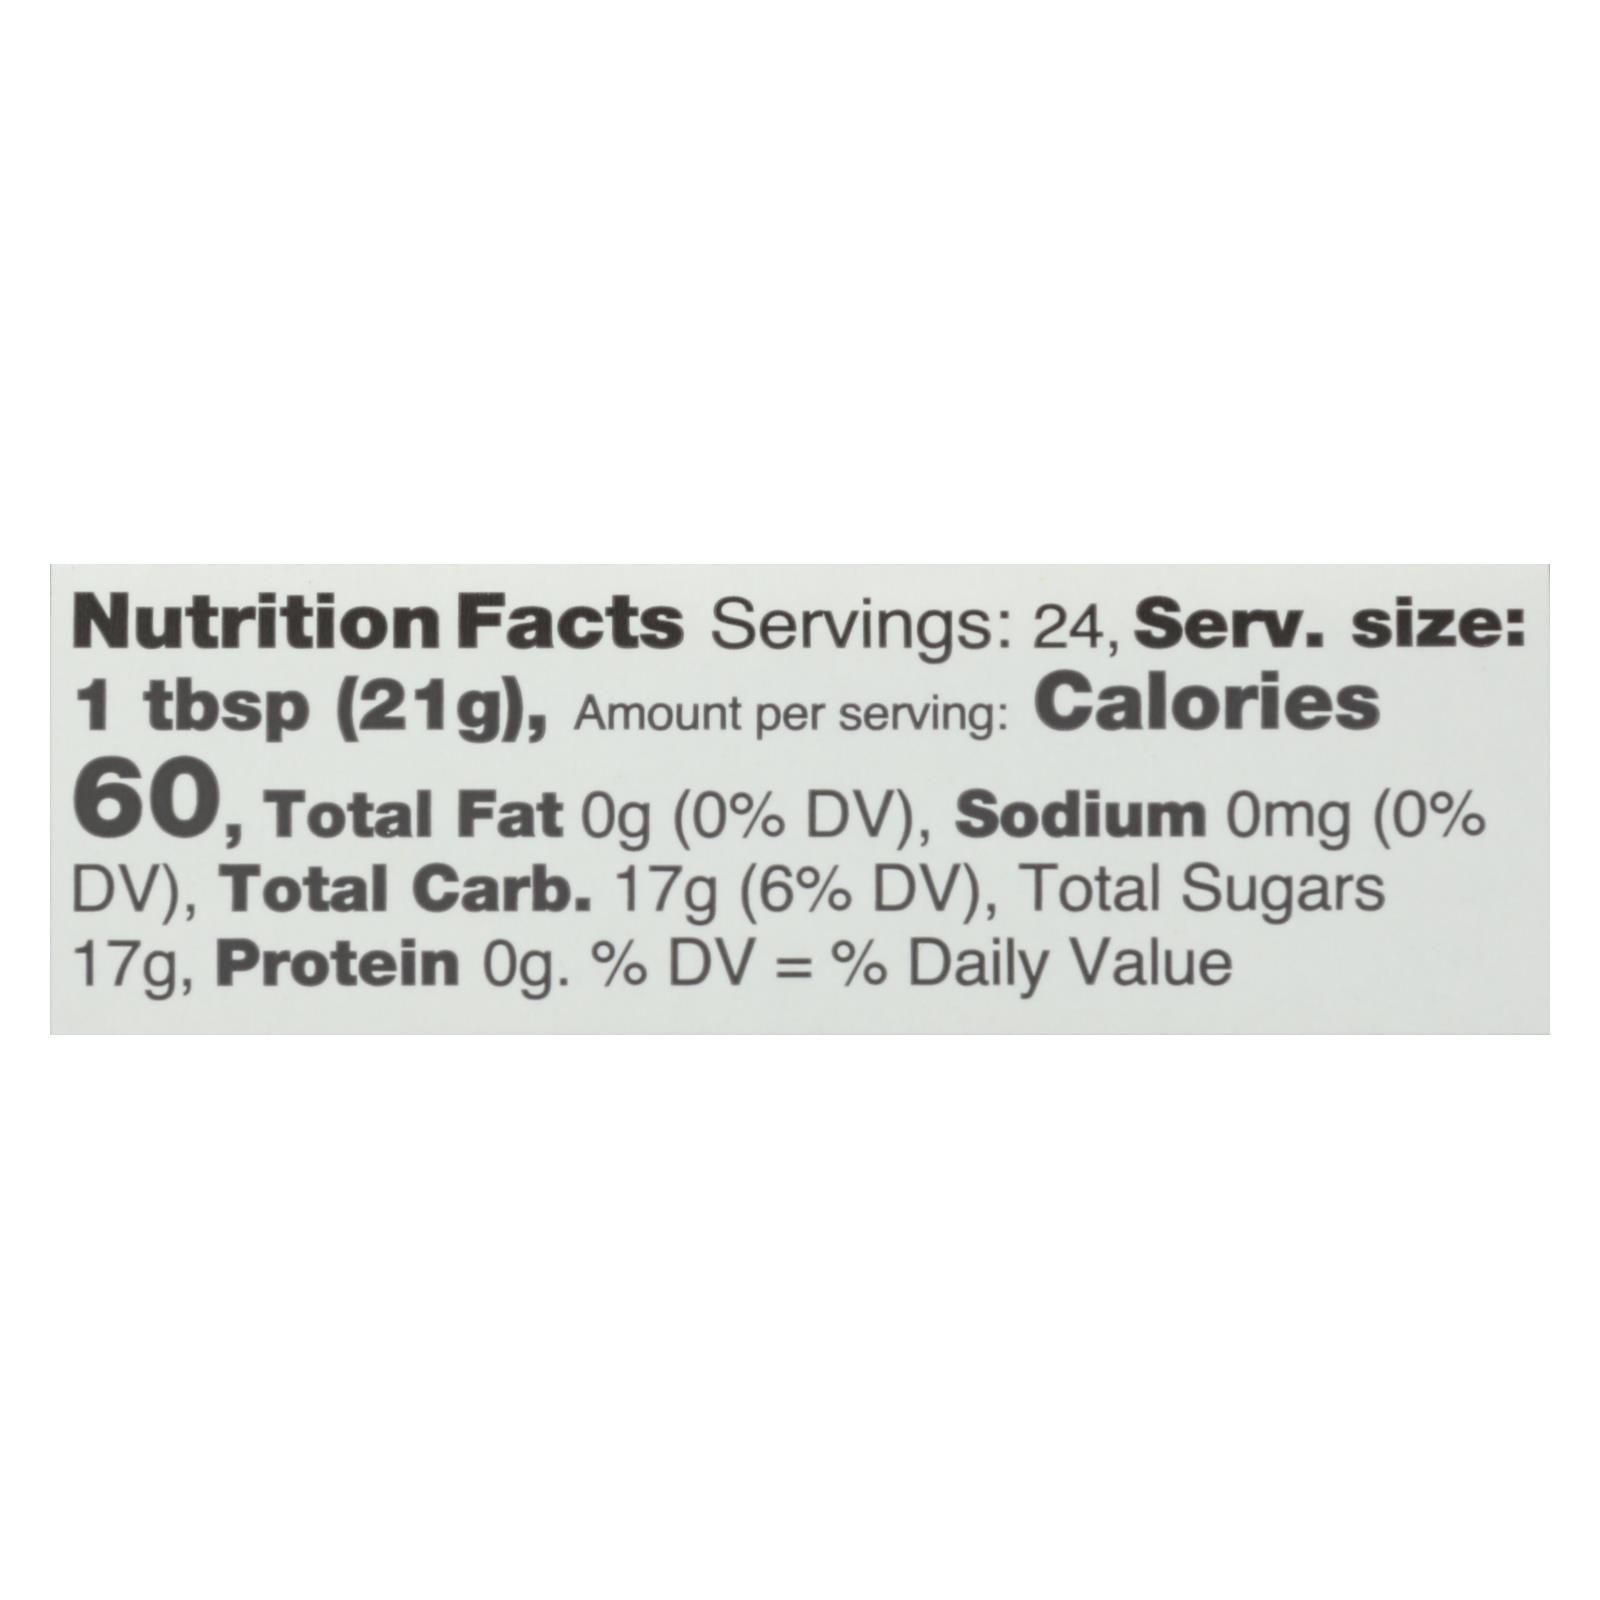 Nutrition Facts Servings: 24, Serv. size:
1 tbsp (21g), Amount per serving: Calories
60, Total Fat 0g (0% DV), Sodium 0mg (0%
DV), Total Carb. 17g (6% DV), Total Sugars
17g, Protein 0g. % DV = % Daily Value